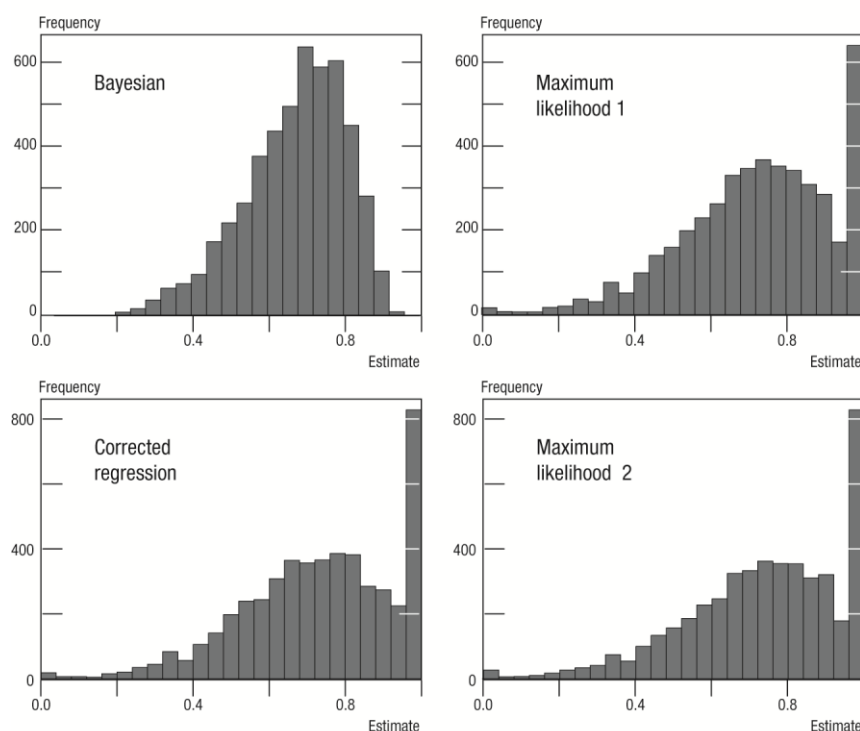 Frequency
600
400
200
0
Bayesian
0.0 0.4 0.8
Estimate
Frequency
600
400
200
0
Maximum
likelihood 1
0.0 0.4 0.8
Estimate
Frequency
800
400
0
Corrected
regression
0.0 0.4 0.8
Estimate
Frequency
800
400
0
Maximum
likelihood 2
0.0 0.4 0.8
Estimate